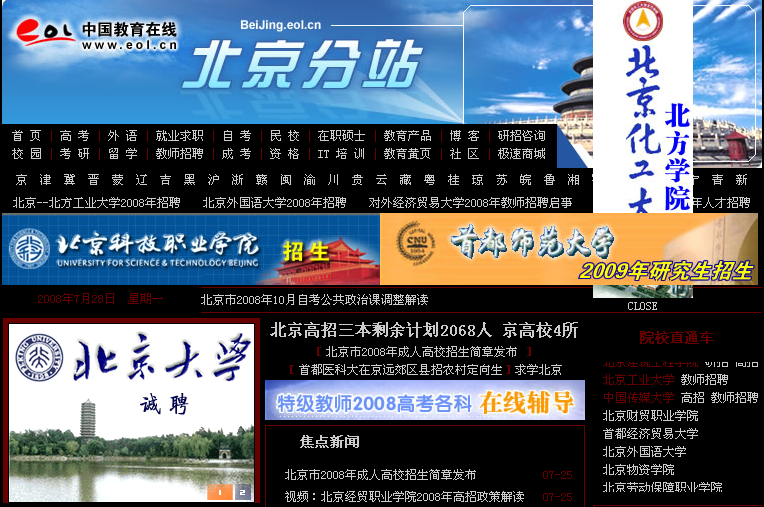 eol 中国教育在线
www.eol.cn
BeiJing.eol.cn
北京分站
北京化工大
北方学院
首 页 高 考 外 语 就业求职 自 考 民 校 在职硕士 教育产品 博 客 研招咨询
校 园 考 研 留 学 教师招聘 成 考 资 格 IT 培 训 教育黄页 社 区 极速商城
京 津 冀 晋 蒙 辽 吉 黑 沪 浙 赣 闽 渝 川 贵 云 藏 粤 桂 琼 苏 皖 鲁 湘 青 新
北京--北方工业大学2008年招聘 北京外国语大学2008年招聘 对外经济贸易大学2008年教师招聘启事 年人才招聘
北京科技职业学院
UNIVERSITY FOR SCIENCE & TECHNOLOGY BEIJING
招生
CNU
首都师范大学
2009年研究生招生
2008年7月28日 星期一
北京市2008年10月自考公共政治课调整解读
CLOSE
北京大学
诚聘
1 2
北京高招三本剩余计划2068人 京高校4所
[ 北京市2008年成人高校招生简章发布 ]
[ 首都医科大在京远郊区县招农村定向生 ] 求学北京
特级教师2008高考各科 在线辅导
焦点新闻
北京市2008年成人高校招生简章发布 07-25
视频：北京经贸职业学院2008年高招政策解读 07-25
院校直通车
北京建筑工程学院 研招 高招
北京工业大学 教师招聘
中国传媒大学 高招 教师招聘
北京财贸职业学院
首都经济贸易大学
北京外国语大学
北京物资学院
北京劳动保障职业学院